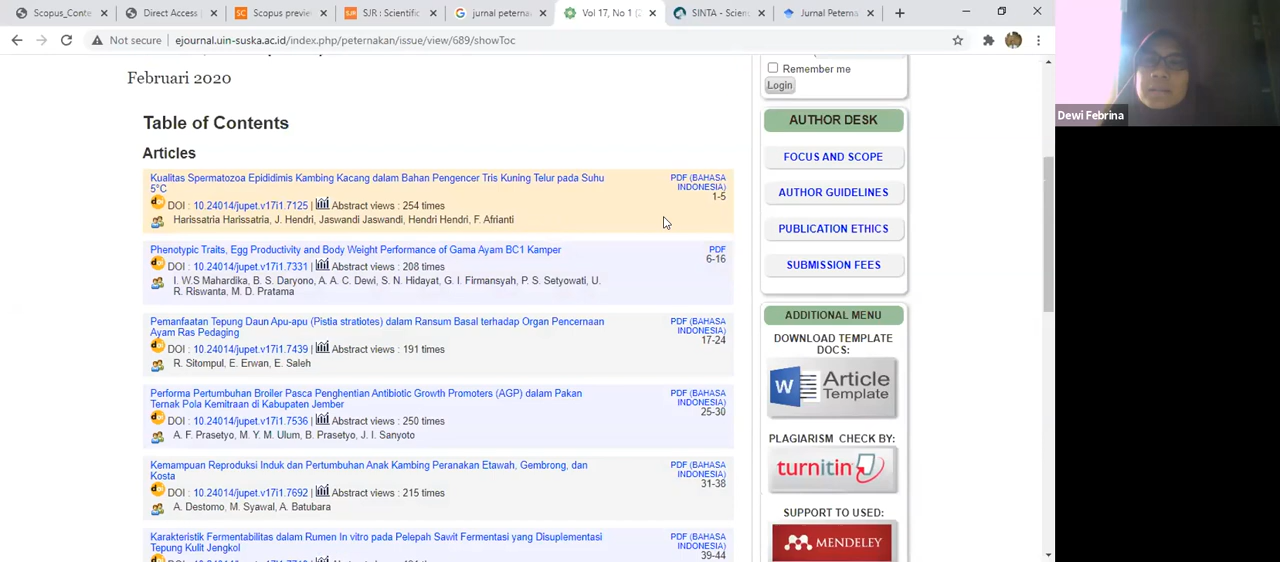 Scopus_Conte
Direct Access |
Scopus preview
SJR : Scientific
jurnal peternak
Vol 17, No 1 (2
SINTA - Scienc
Jurnal Peternak
Not secure
ejournal.uin-suska.ac.id/index.php/peternakan/issue/view/689/showToc
Februari 2020
Table of Contents
Articles
Kualitas Spermatozoa Epididimis Kambing Kacang dalam Bahan Pengencer Tris Kuning Telur pada Suhu
5°C
PDF (BAHASA
INDONESIA)
1-5
DOI : 10.24014/jupet.v17i1.7125 | Abstract views : 254 times
Harissatria Harissatria, J. Hendri, Jaswandi Jaswandi, Hendri Hendri, F. Afrianti
Phenotypic Traits, Egg Productivity and Body Weight Performance of Gama Ayam BC1 Kamper
PDF
6-16
DOI : 10.24014/jupet.v17i1.7331 | Abstract views : 208 times
I. W.S Mahardika, B. S. Daryono, A. A. C. Dewi, S. N. Hidayat, G. I. Firmansyah, P. S. Setyowati, U.
R. Riswanta, M. D. Pratama
Pemanfaatan Tepung Daun Apu-apu (Pistia stratiotes) dalam Ransum Basal terhadap Organ Pencernaan
Ayam Ras Pedaging
PDF (BAHASA
INDONESIA)
17-24
DOI : 10.24014/jupet.v17i1.7439 | Abstract views : 191 times
R. Sitompul, E. Erwan, E. Saleh
Performa Pertumbuhan Broiler Pasca Penghentian Antibiotic Growth Promoters (AGP) dalam Pakan
Ternak Pola Kemitraan di Kabupaten Jember
PDF (BAHASA
INDONESIA)
25-30
DOI : 10.24014/jupet.v17i1.7536 | Abstract views : 250 times
A. F. Prasetyo, M. Y. M. Ulum, B. Prasetyo, J. I. Sanyoto
Kemampuan Reproduksi Induk dan Pertumbuhan Anak Kambing Peranakan Etawah, Gembrong, dan
Kosta
PDF (BAHASA
INDONESIA)
31-38
DOI : 10.24014/jupet.v17i1.7692 | Abstract views : 215 times
A. Destomo, M. Syawal, A. Batubara
Karakteristik Fermentabilitas dalam Rumen In vitro pada Pelepah Sawit Fermentasi yang Disuplementasi
Tepung Kulit Jengkol
PDF (BAHASA
INDONESIA)
39-44
Remember me
Login
AUTHOR DESK
FOCUS AND SCOPE
AUTHOR GUIDELINES
PUBLICATION ETHICS
SUBMISSION FEES
ADDITIONAL MENU
DOWNLOAD TEMPLATE
DOCS:
W
Article
Template
PLAGIARISM CHECK BY:
turnitin
SUPPORT TO USED:
MENDELEY
Dewi Febrina